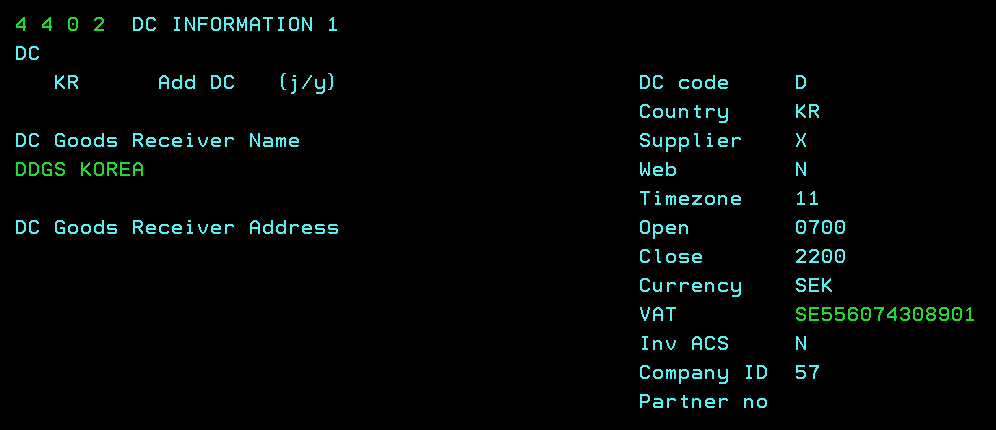 4 4 0 2  DC INFORMATION 1
DC
KR      Add DC   (j/y)      DC code     D
Country     KR
DC Goods Receiver Name      Supplier    X
DDGS KOREA      Web         N
Timezone    11
DC Goods Receiver Address      Open        0700
Close       2200
Currency    SEK
VAT         SE556074308901
Inv ACS     N
Company ID  57
Partner no